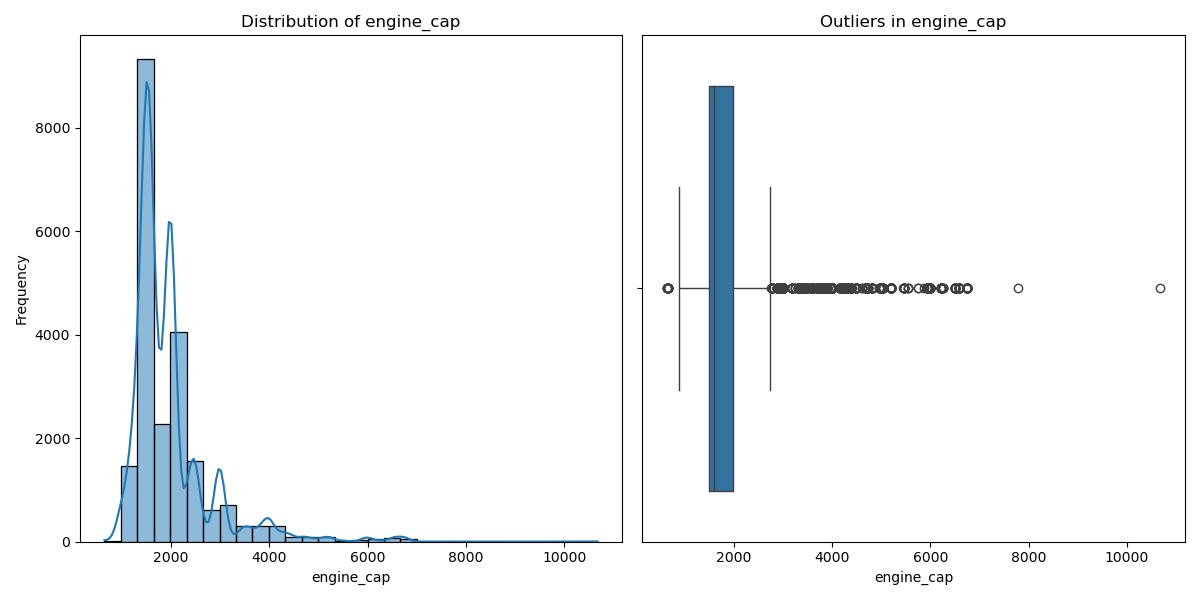 Distribution of engine_cap
Frequency
8000
6000
4000
2000
0
2000 4000 6000 8000 10000
engine_cap
Outliers in engine_cap
2000 4000 6000 8000 10000
engine_cap